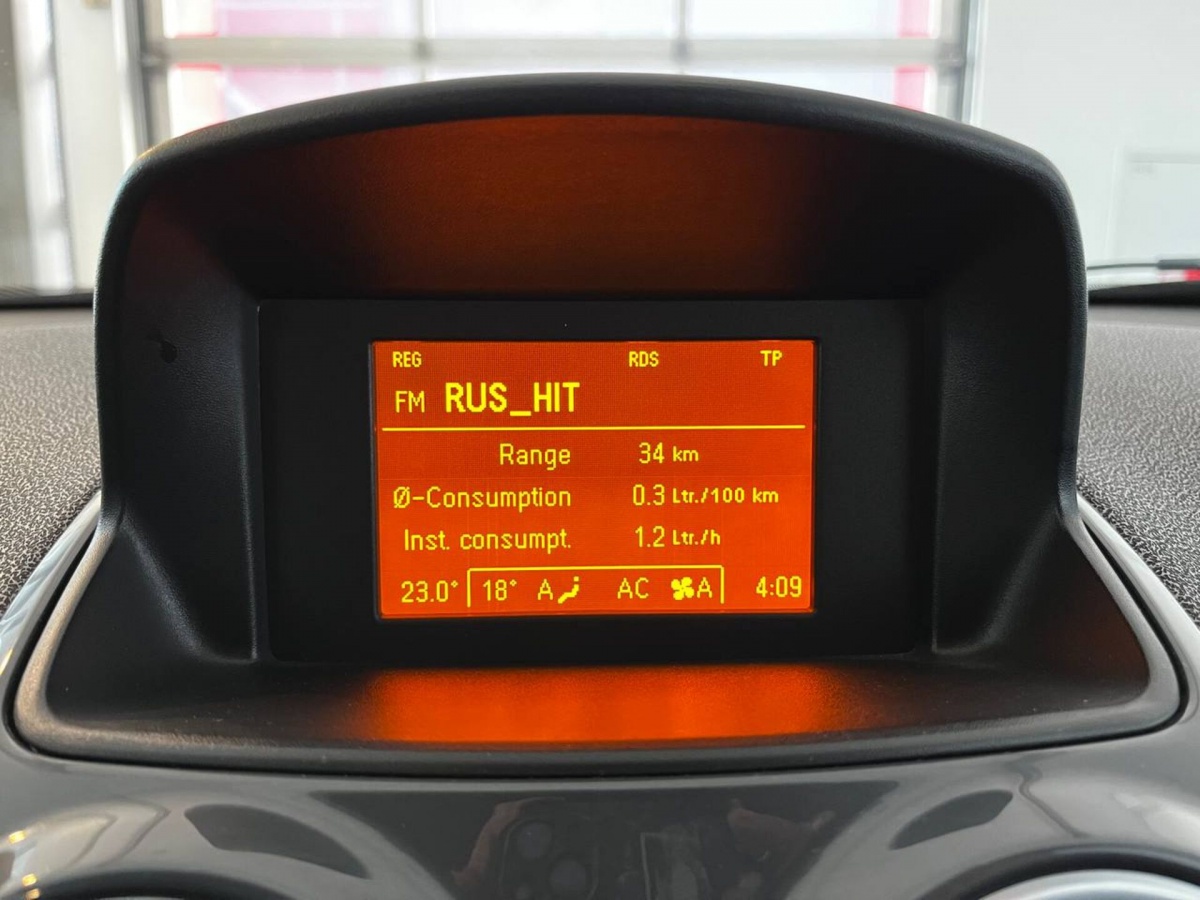 REG RDS TP
FM RUS_HIT
Range 34 km
Ø-Consumption 0.3 Ltr./100 km
Inst. consumpt. 1.2 Ltr./h
23.0° 18° A AC A 4:09